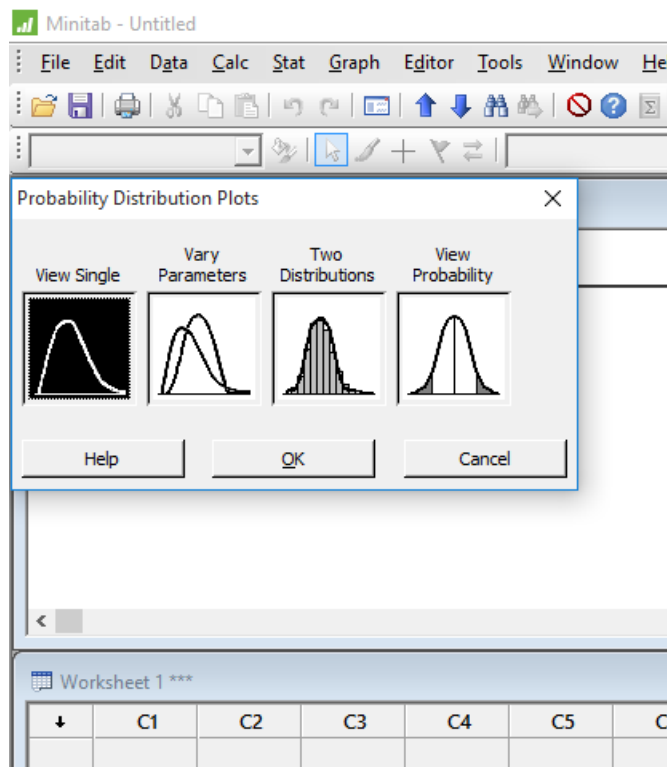 Minitab - Untitled
File Edit Data Calc Stat Graph Editor Tools Window He
Probability Distribution Plots
View Single
Vary
Parameters
Two
Distributions
View
Probability
Help OK Cancel
Worksheet 1 ***
C1 C2 C3 C4 C5 C